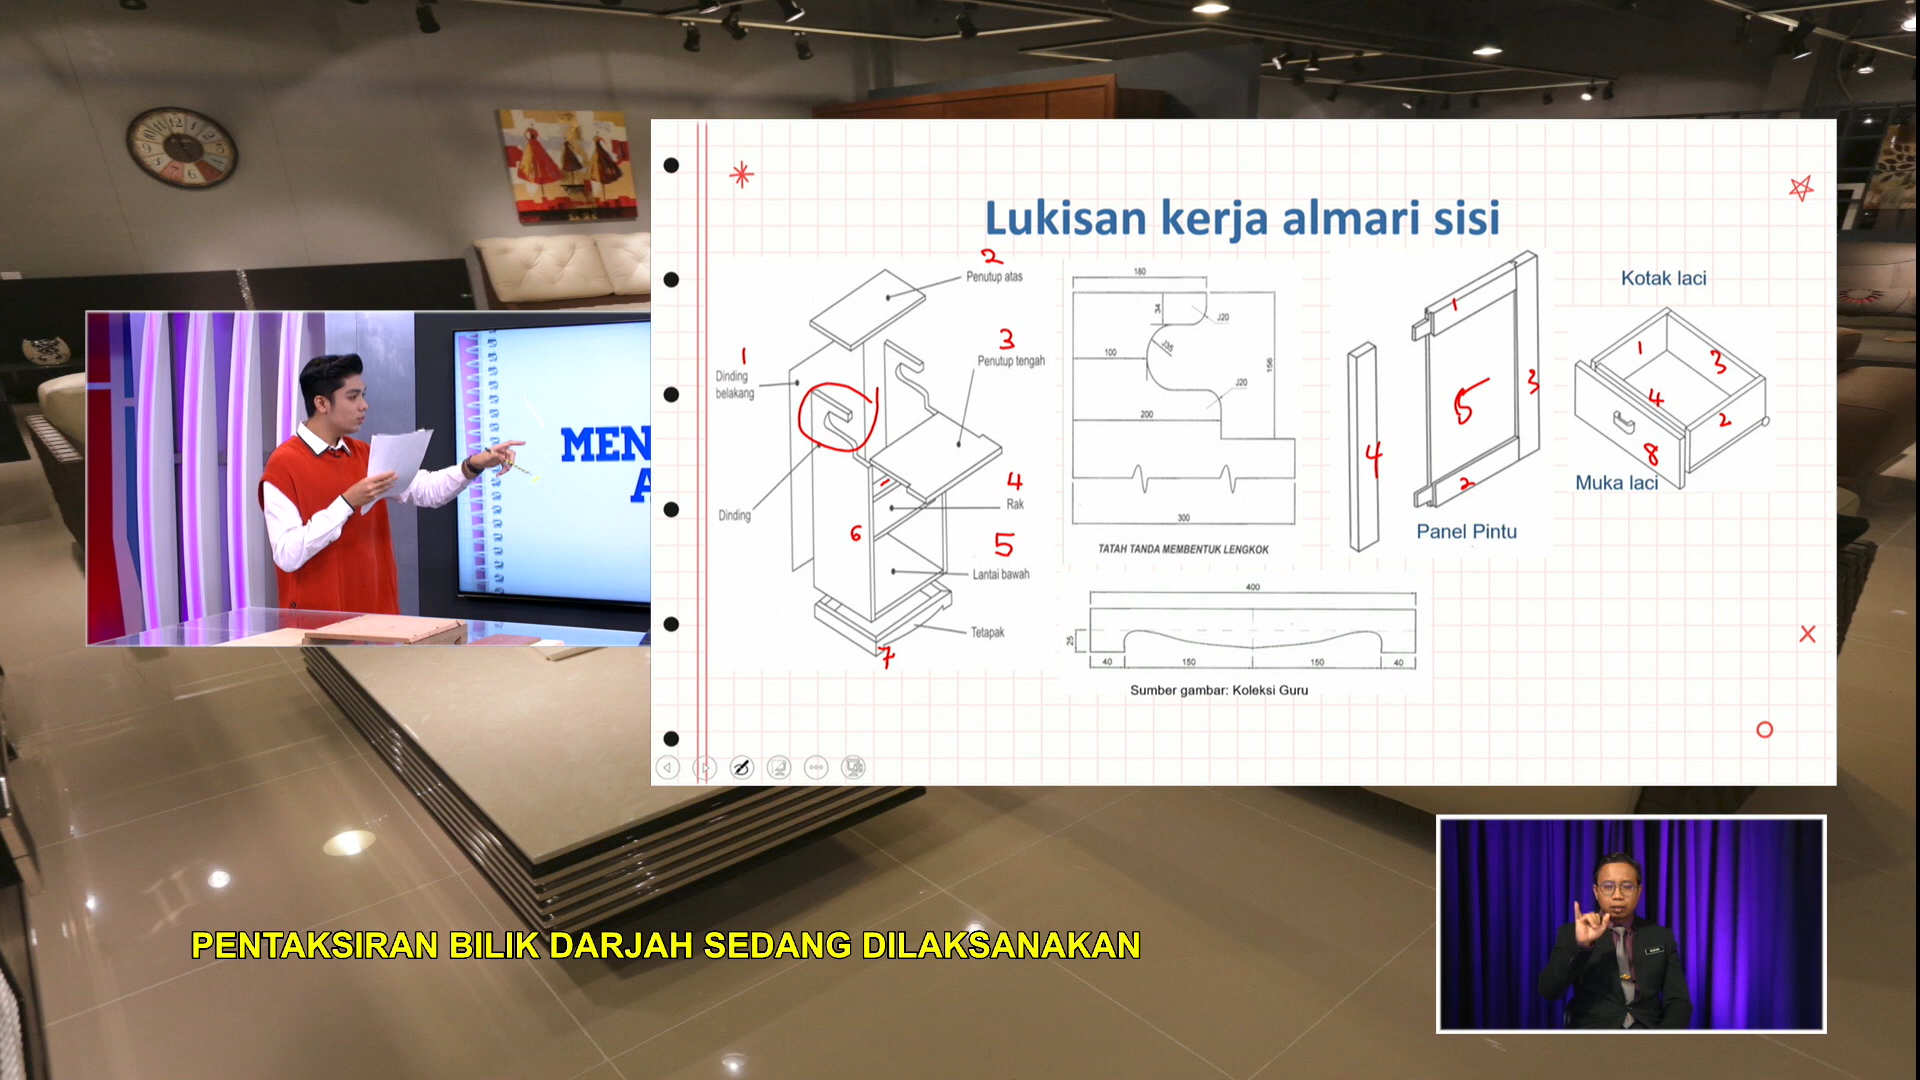 Lukisan kerja almari sisi
2
Penutup atas
3
Penutup tengah
1
Dinding
belakang
4
Rak
Dinding
6
5
Lantai bawah
Tetapak
7
180
34
J20
J35
100
156
J20
200
300
TATAH TANDA MEMBENTUK LENGKOK
400
25
40
150
150
40
Sumber gambar: Koleksi Guru
1
5
3
4
2
Panel Pintu
Kotak laci
1
3
4
2
8
Muka laci
MEN
A
PENTAKSIRAN BILIK DARJAH SEDANG DILAKSANAKAN